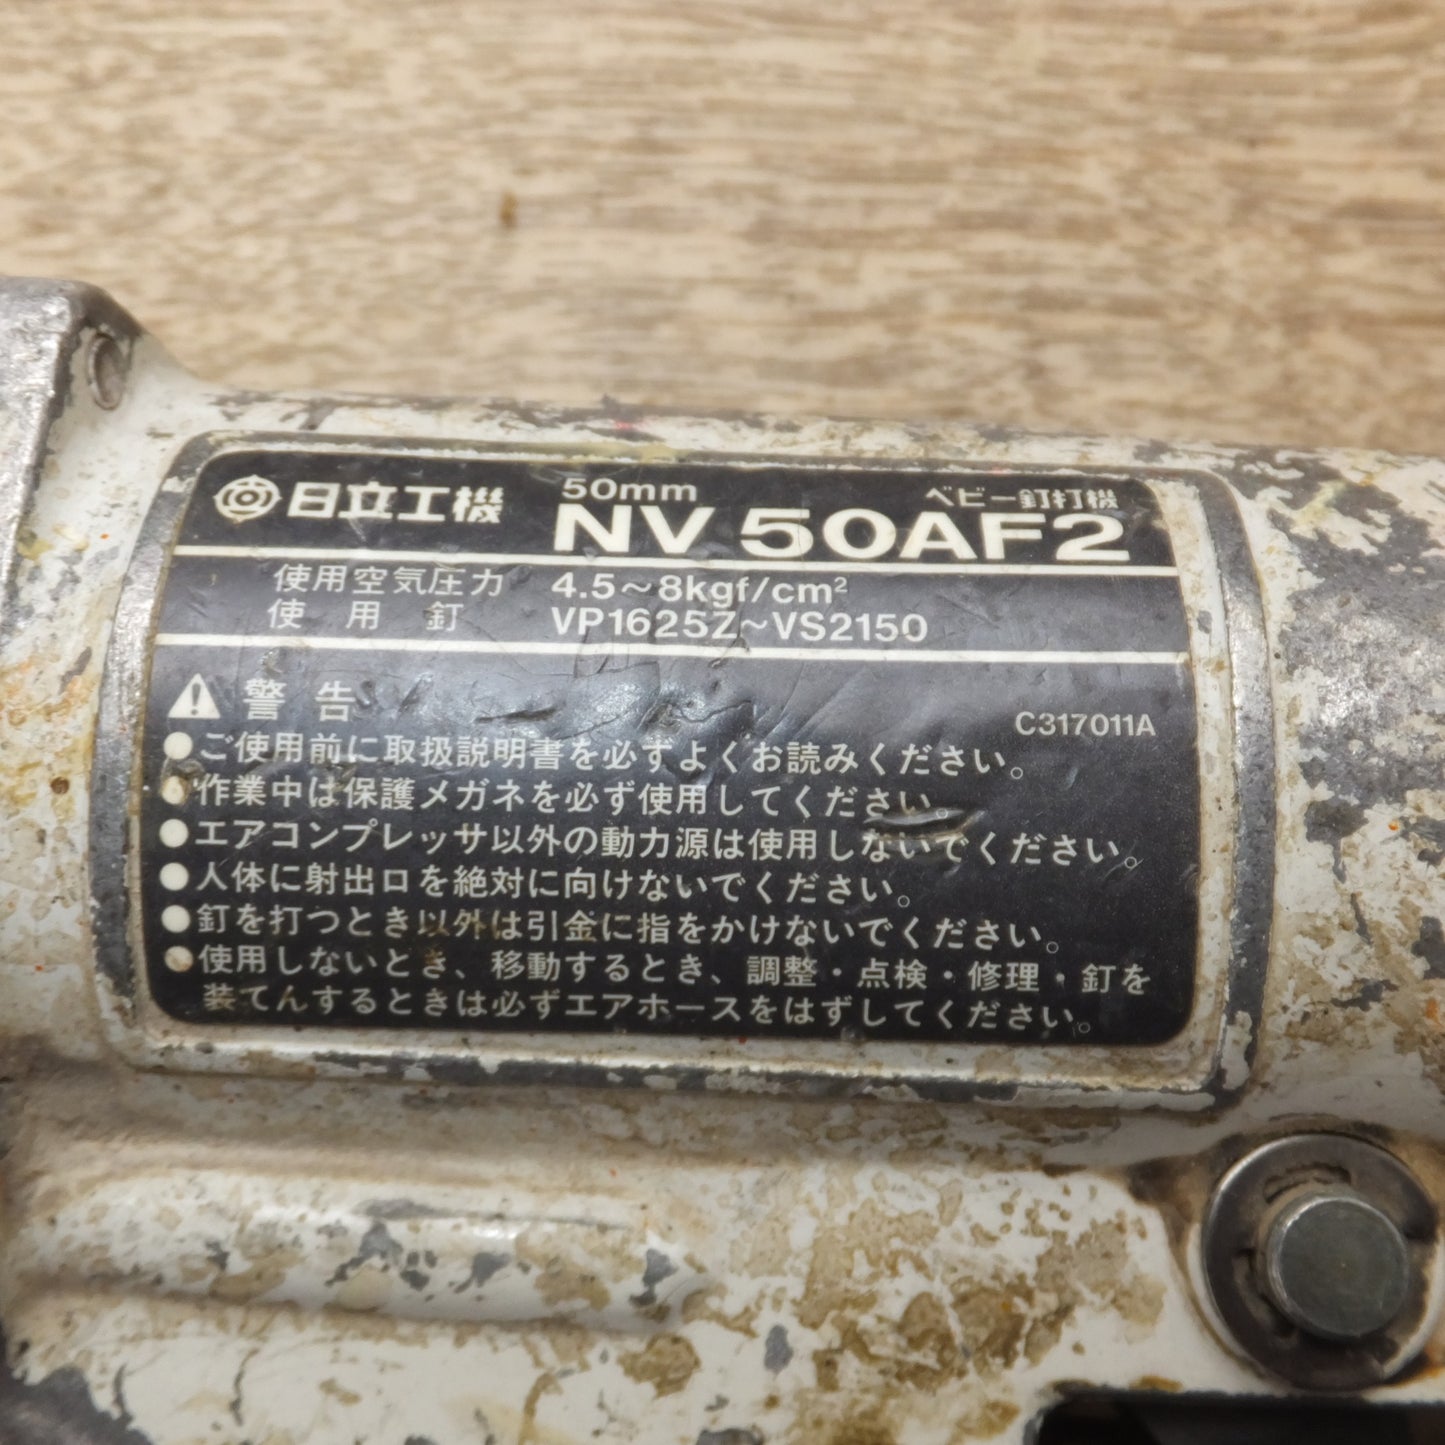 日立工機 50mm ベビー釘打機
NV 50AF2
使用空気圧力 4.5～8kgf/cm²
使用釘 VP1625Z～VS2150
警告
C317011A
●ご使用前に取扱説明書を必ずよくお読みください。
●作業中は保護メガネを必ず使用してください。
●エアコンプレッサ以外の動力源は使用しないでください。
●人体に射出口を絶対に向けないでください。
●釘を打つとき以外は引金に指をかけないでください。
●使用しないとき、移動するとき、調整・点検・修理・釘を
装てんするときは必ずエアホースをはずしてください。